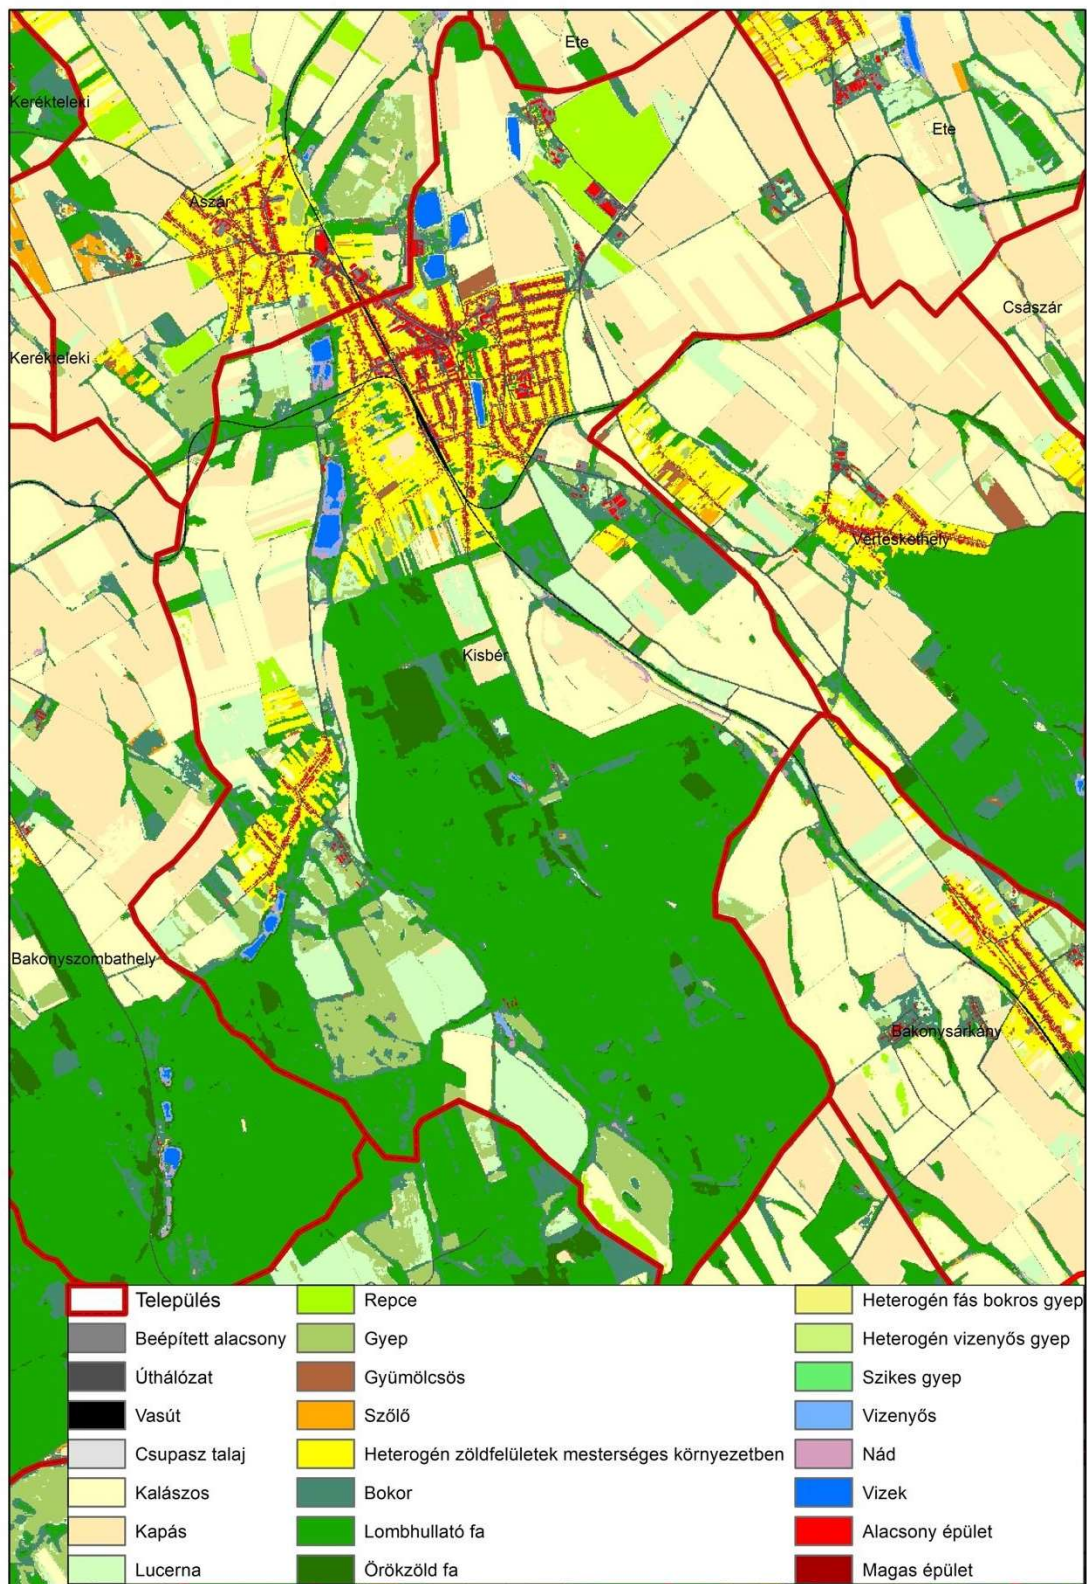 Ete
Kerékteleki
Ete
Ászár
Császár
Kerékteleki
Vérteskethely
Kisbér
Bakonyszombathely
Bakonysárkány
Település
Beépített alacsony
Úthálózat
Vasút
Csupasz talaj
Kalászos
Kapás
Lucerna
Repce
Gyep
Gyümölcsös
Szőlő
Heterogén zöldfelületek mesterséges környezetben
Bokor
Lombhullató fa
Örökzöld fa
Heterogén fás bokros gyep
Heterogén vizenyős gyep
Szikes gyep
Vizenyős
Nád
Vizek
Alacsony épület
Magas épület